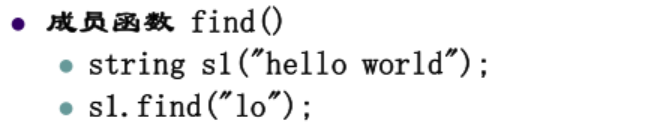 成员函数 find()
string s1("hello world");
s1.find("lo");